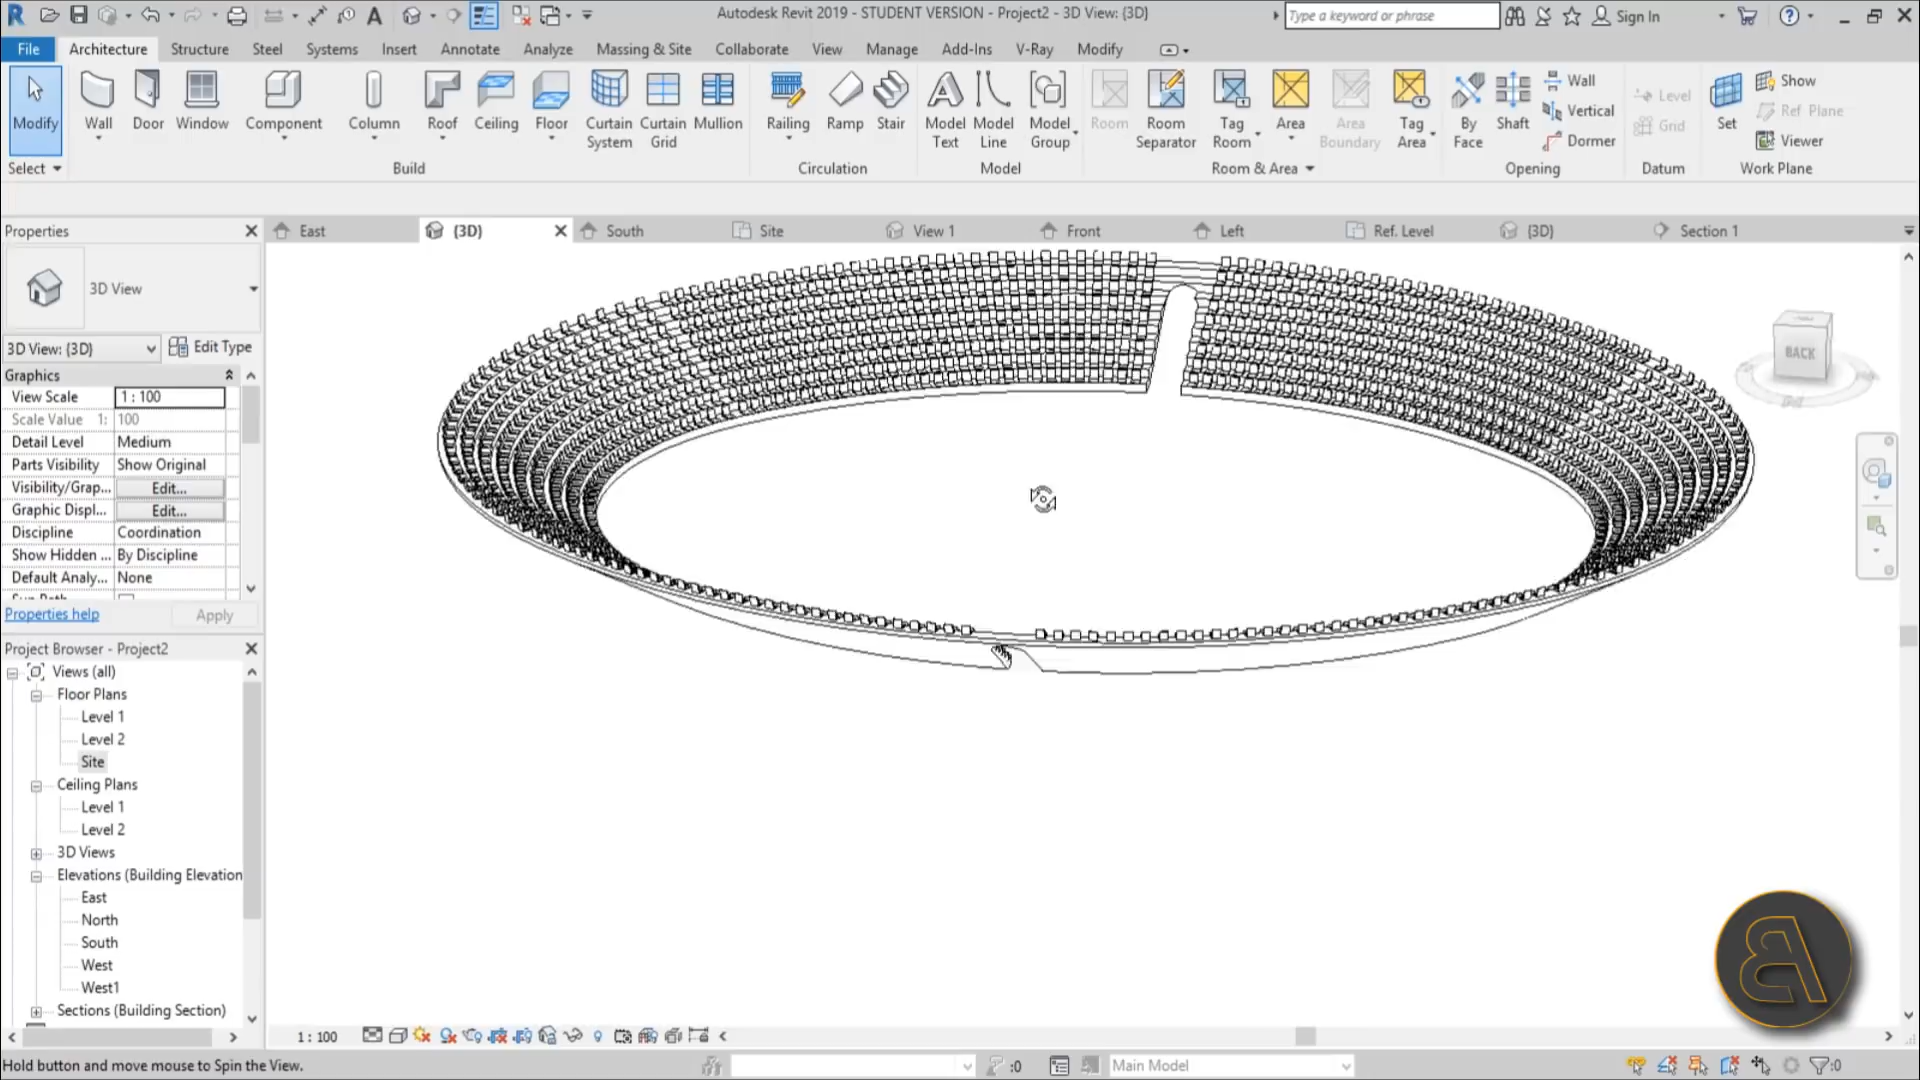 Autodesk Revit 2019 - STUDENT VERSION - Project2 - 3D View: {3D}
Type a keyword or phrase
Sign In
File Architecture Structure Steel Systems Insert Annotate Analyze Massing & Site Collaborate View Manage Add-Ins V-Ray Modify
Modify
Wall
Door
Window
Component
Column
Roof
Ceiling
Floor
Curtain System
Curtain Grid
Mullion
Railing
Ramp
Stair
Model Text
Model Line
Model Group
Room
Room Separator
Tag Room
Area
Area Boundary
Tag Area
By Face
Shaft
Wall
Vertical
Dormer
Level
Grid
Set
Show
Ref Plane
Viewer
Select
Build
Circulation
Model
Room & Area
Opening
Datum
Work Plane
Properties
East
{3D}
South
Site
View 1
Front
Left
Ref. Level
{3D}
Section 1
3D View
3D View: {3D}
Edit Type
Graphics
View Scale 1 : 100
Scale Value 1: 100
Detail Level Medium
Parts Visibility Show Original
Visibility/Grap... Edit...
Graphic Displ... Edit...
Discipline Coordination
Show Hidden ... By Discipline
Default Analy... None
Properties help
Apply
BACK
Project Browser - Project2
Views (all)
Floor Plans
Level 1
Level 2
Site
Ceiling Plans
Level 1
Level 2
3D Views
Elevations (Building Elevation
East
North
South
West
West1
Sections (Building Section)
1 : 100
Hold button and move mouse to Spin the View.
:0
Main Model
:0